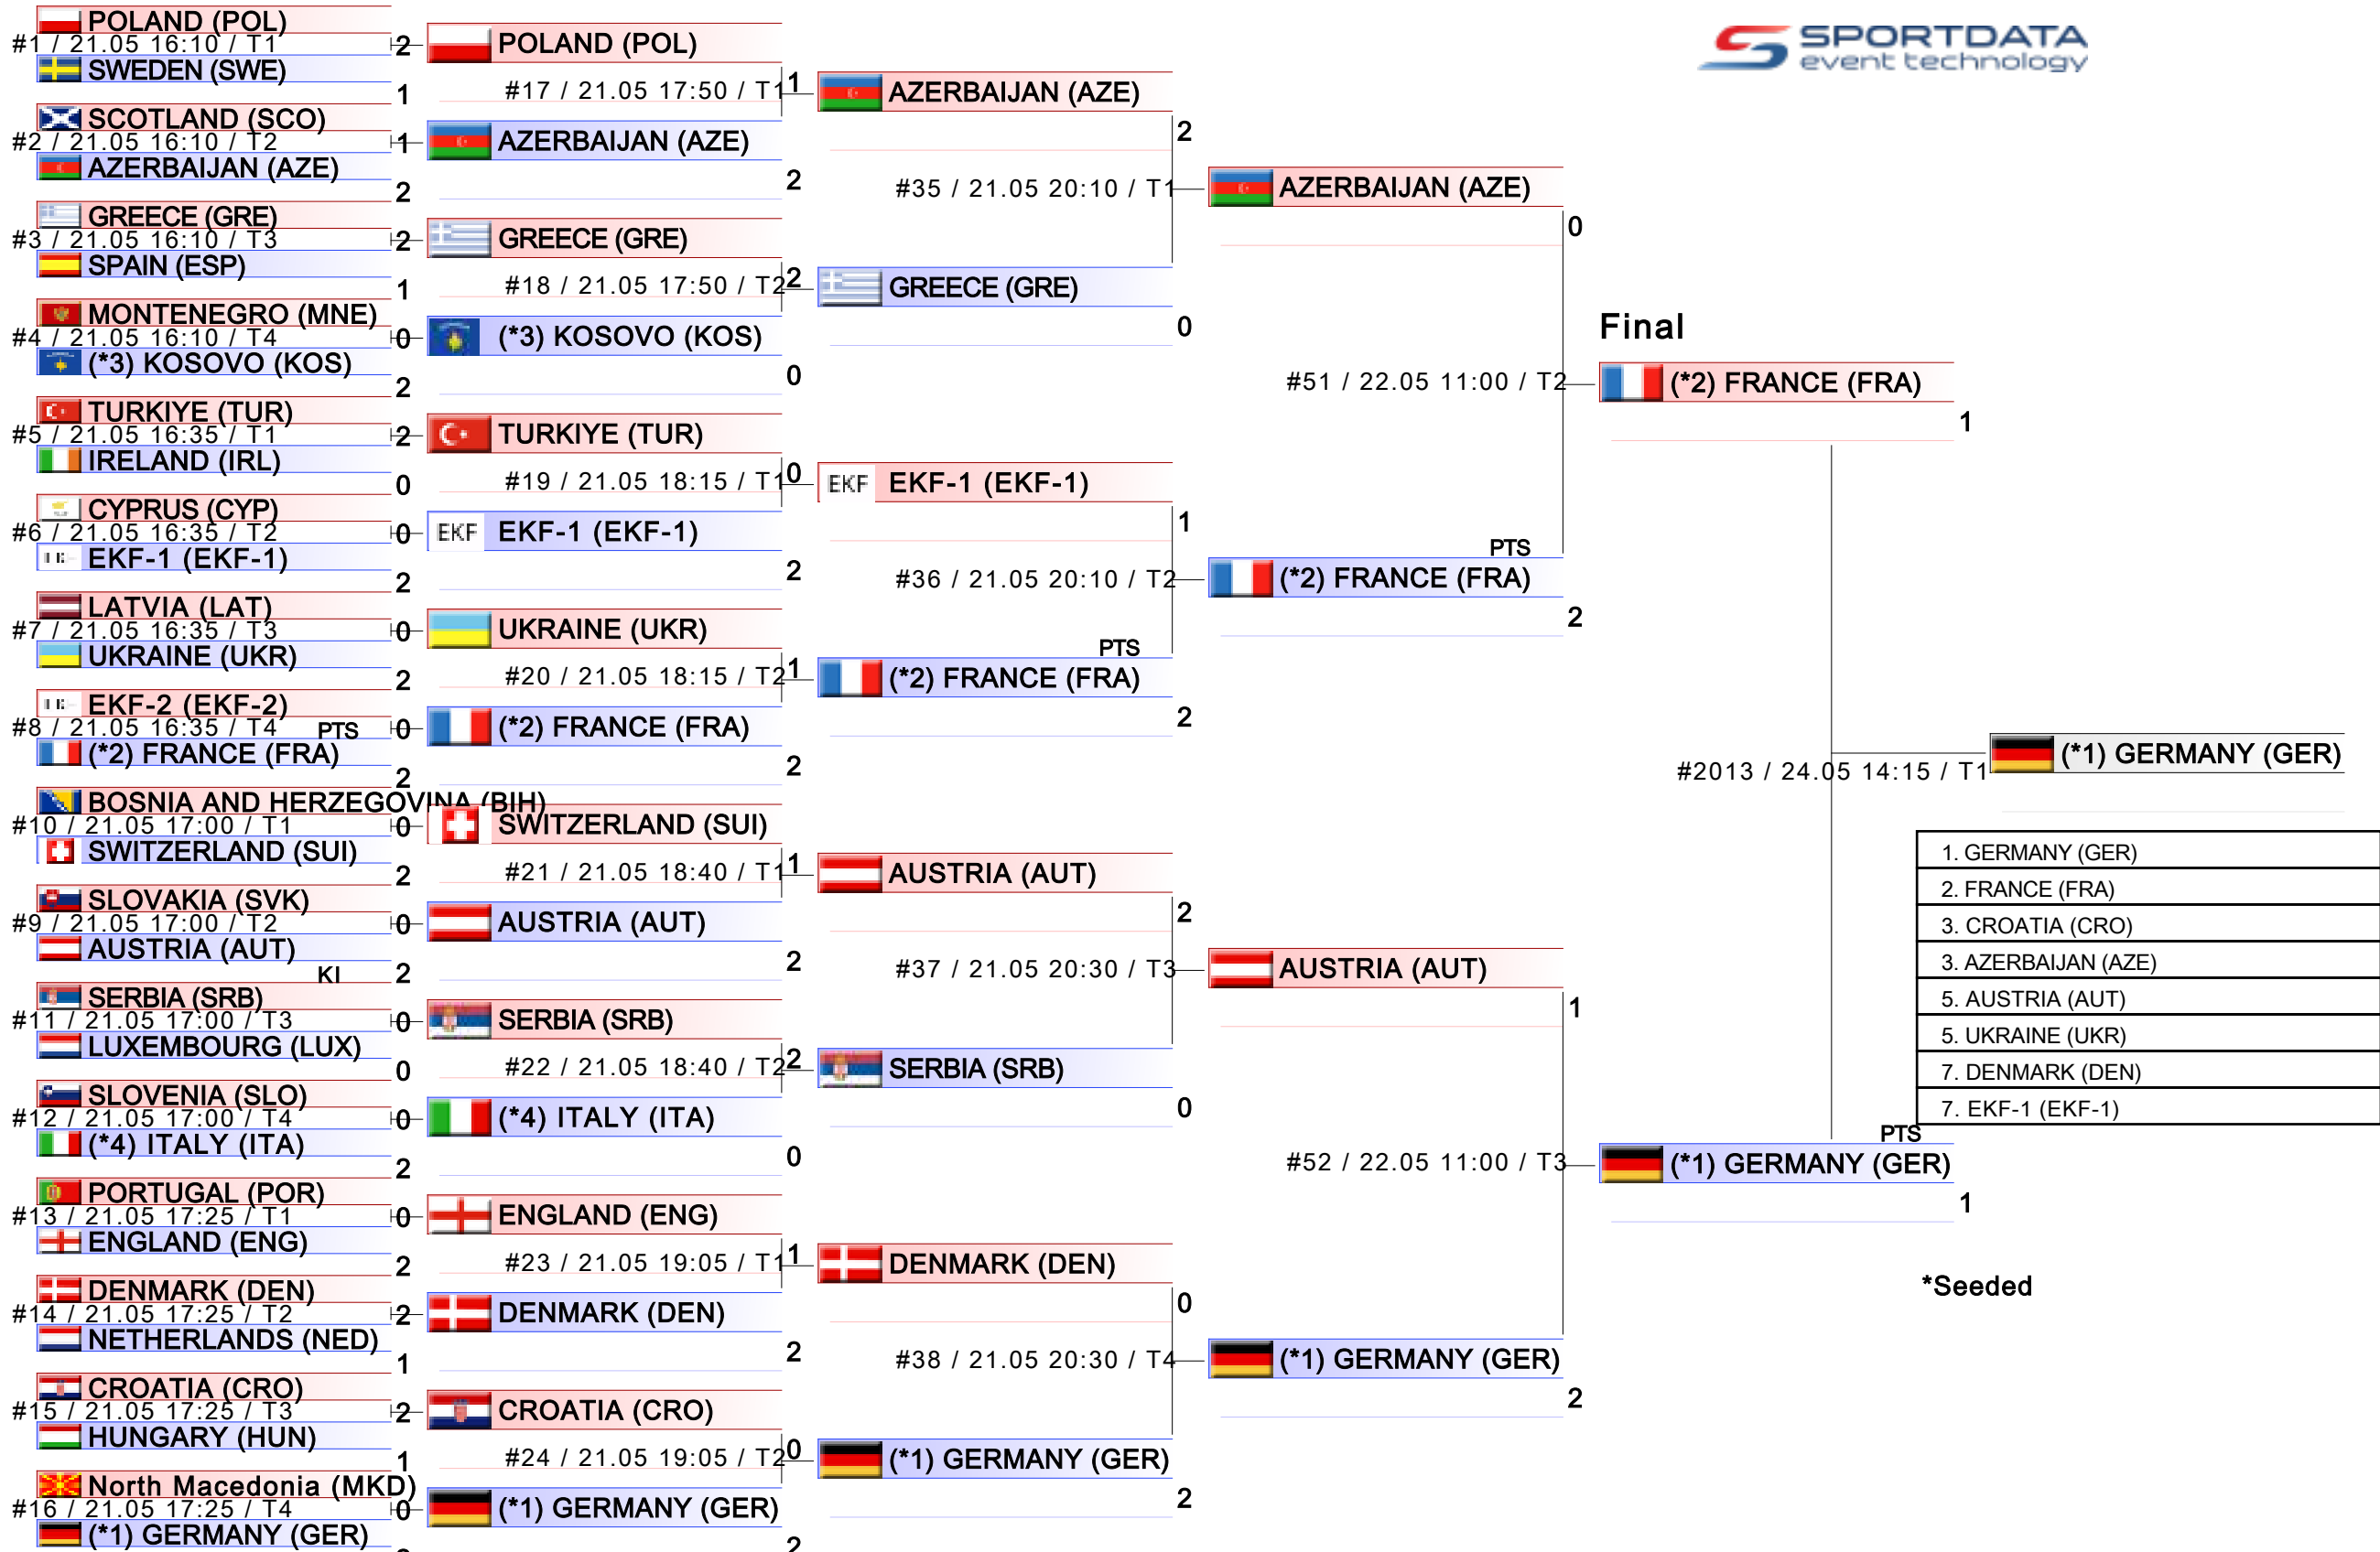 SPORTDATA
event technology
POLAND (POL)
#1 / 21.05 16:10 / T1
2
SWEDEN (SWE)
1
SCOTLAND (SCO)
#2 / 21.05 16:10 / T2
1
AZERBAIJAN (AZE)
2
GREECE (GRE)
#3 / 21.05 16:10 / T3
2
SPAIN (ESP)
1
MONTENEGRO (MNE)
#4 / 21.05 16:10 / T4
0
(*3) KOSOVO (KOS)
2
TURKIYE (TUR)
#5 / 21.05 16:35 / T1
2
IRELAND (IRL)
0
CYPRUS (CYP)
#6 / 21.05 16:35 / T2
0
EKF-1 (EKF-1)
2
LATVIA (LAT)
#7 / 21.05 16:35 / T3
0
UKRAINE (UKR)
2
EKF-2 (EKF-2)
#8 / 21.05 16:35 / T4 PTS
0
(*2) FRANCE (FRA)
2
BOSNIA AND HERZEGOVINA (BIH)
#10 / 21.05 17:00 / T1
0
SWITZERLAND (SUI)
2
SLOVAKIA (SVK)
#9 / 21.05 17:00 / T2
0
AUSTRIA (AUT)
2
KI
SERBIA (SRB)
#11 / 21.05 17:00 / T3
0
LUXEMBOURG (LUX)
0
SLOVENIA (SLO)
#12 / 21.05 17:00 / T4
0
(*4) ITALY (ITA)
2
PORTUGAL (POR)
#13 / 21.05 17:25 / T1
0
ENGLAND (ENG)
2
DENMARK (DEN)
#14 / 21.05 17:25 / T2
2
NETHERLANDS (NED)
1
CROATIA (CRO)
#15 / 21.05 17:25 / T3
2
HUNGARY (HUN)
1
North Macedonia (MKD)
#16 / 21.05 17:25 / T4
0
(*1) GERMANY (GER)
POLAND (POL)
#17 / 21.05 17:50 / T1
1
AZERBAIJAN (AZE)
2
GREECE (GRE)
#18 / 21.05 17:50 / T2
2
(*3) KOSOVO (KOS)
0
TURKIYE (TUR)
#19 / 21.05 18:15 / T1
0
EKF
EKF-1 (EKF-1)
2
UKRAINE (UKR)
#20 / 21.05 18:15 / T2
1
(*2) FRANCE (FRA)
2
SWITZERLAND (SUI)
#21 / 21.05 18:40 / T1
1
AUSTRIA (AUT)
2
SERBIA (SRB)
#22 / 21.05 18:40 / T2
2
(*4) ITALY (ITA)
0
ENGLAND (ENG)
#23 / 21.05 19:05 / T1
1
DENMARK (DEN)
2
CROATIA (CRO)
#24 / 21.05 19:05 / T2
0
(*1) GERMANY (GER)
2
AZERBAIJAN (AZE)
2
#35 / 21.05 20:10 / T1
GREECE (GRE)
0
EKF
EKF-1 (EKF-1)
1
#36 / 21.05 20:10 / T2
PTS
(*2) FRANCE (FRA)
2
AUSTRIA (AUT)
2
#37 / 21.05 20:30 / T3
SERBIA (SRB)
0
DENMARK (DEN)
0
#38 / 21.05 20:30 / T4
(*1) GERMANY (GER)
2
AZERBAIJAN (AZE)
0
#51 / 22.05 11:00 / T2
PTS
(*2) FRANCE (FRA)
2
AUSTRIA (AUT)
1
#52 / 22.05 11:00 / T3
(*1) GERMANY (GER)
2
Final
(*2) FRANCE (FRA)
1
#2013 / 24.05 14:15 / T1
PTS
(*1) GERMANY (GER)
1
(*1) GERMANY (GER)
1. GERMANY (GER)
2. FRANCE (FRA)
3. CROATIA (CRO)
3. AZERBAIJAN (AZE)
5. AUSTRIA (AUT)
5. UKRAINE (UKR)
7. DENMARK (DEN)
7. EKF-1 (EKF-1)
*Seeded